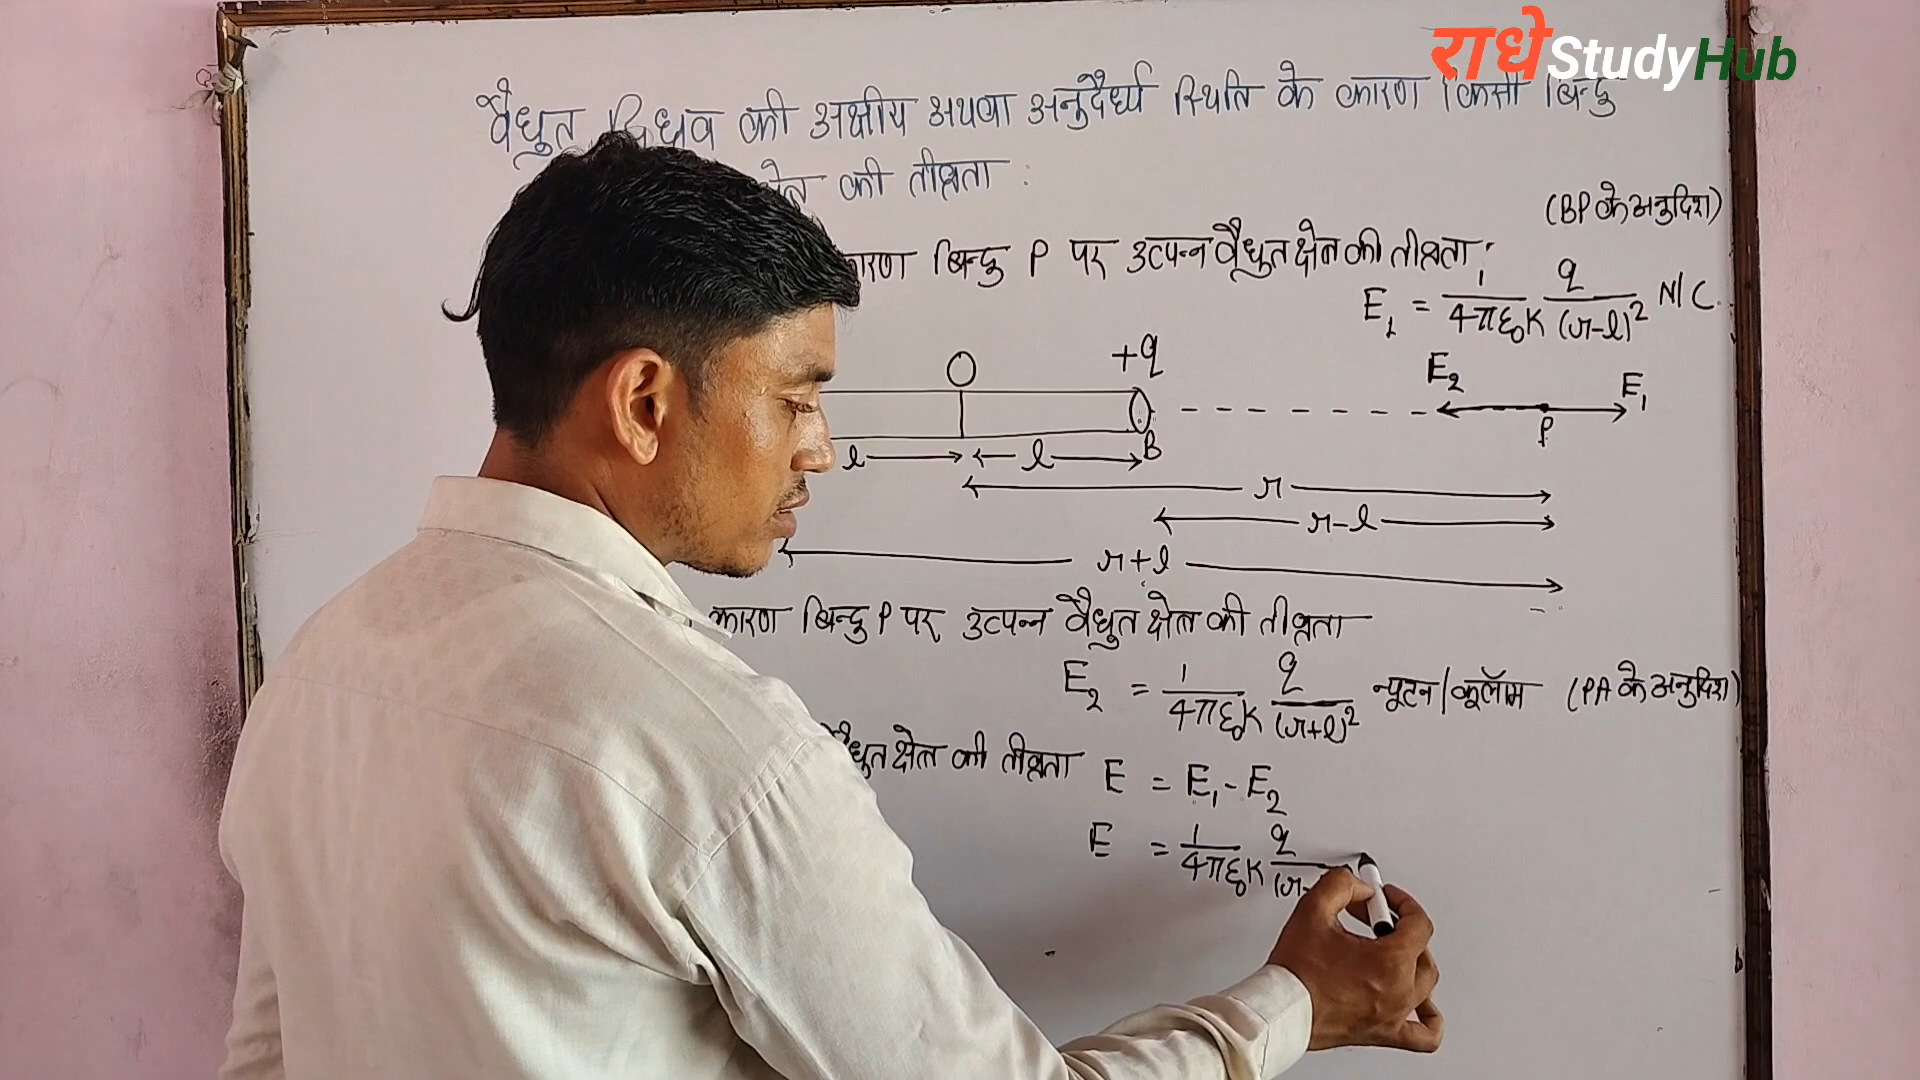 राधे StudyHub
वैधुत द्विध्रुव की अक्षीय अथवा अनुदैर्ध्य स्थिति के कारण किसी बिन्दु
की तीव्रता :
(BP के अनुदिश)
कारण बिन्दु P पर उत्पन्न वैधुत क्षेत्र की तीव्रता;
E₁ = 1/4πε₀K q/(r-l)² N/C
O +q
E₂ E₁
P
B
l l
r
r-l
r+l
कारण बिन्दु P पर उत्पन्न वैधुत क्षेत्र की तीव्रता
E₂ = 1/4πε₀K q/(r+l)² न्यूटन/कूलॉम (PA के अनुदिश)
वैधुत क्षेत्र की तीव्रता E = E₁ - E₂
E = 1/4πε₀K q/(r-